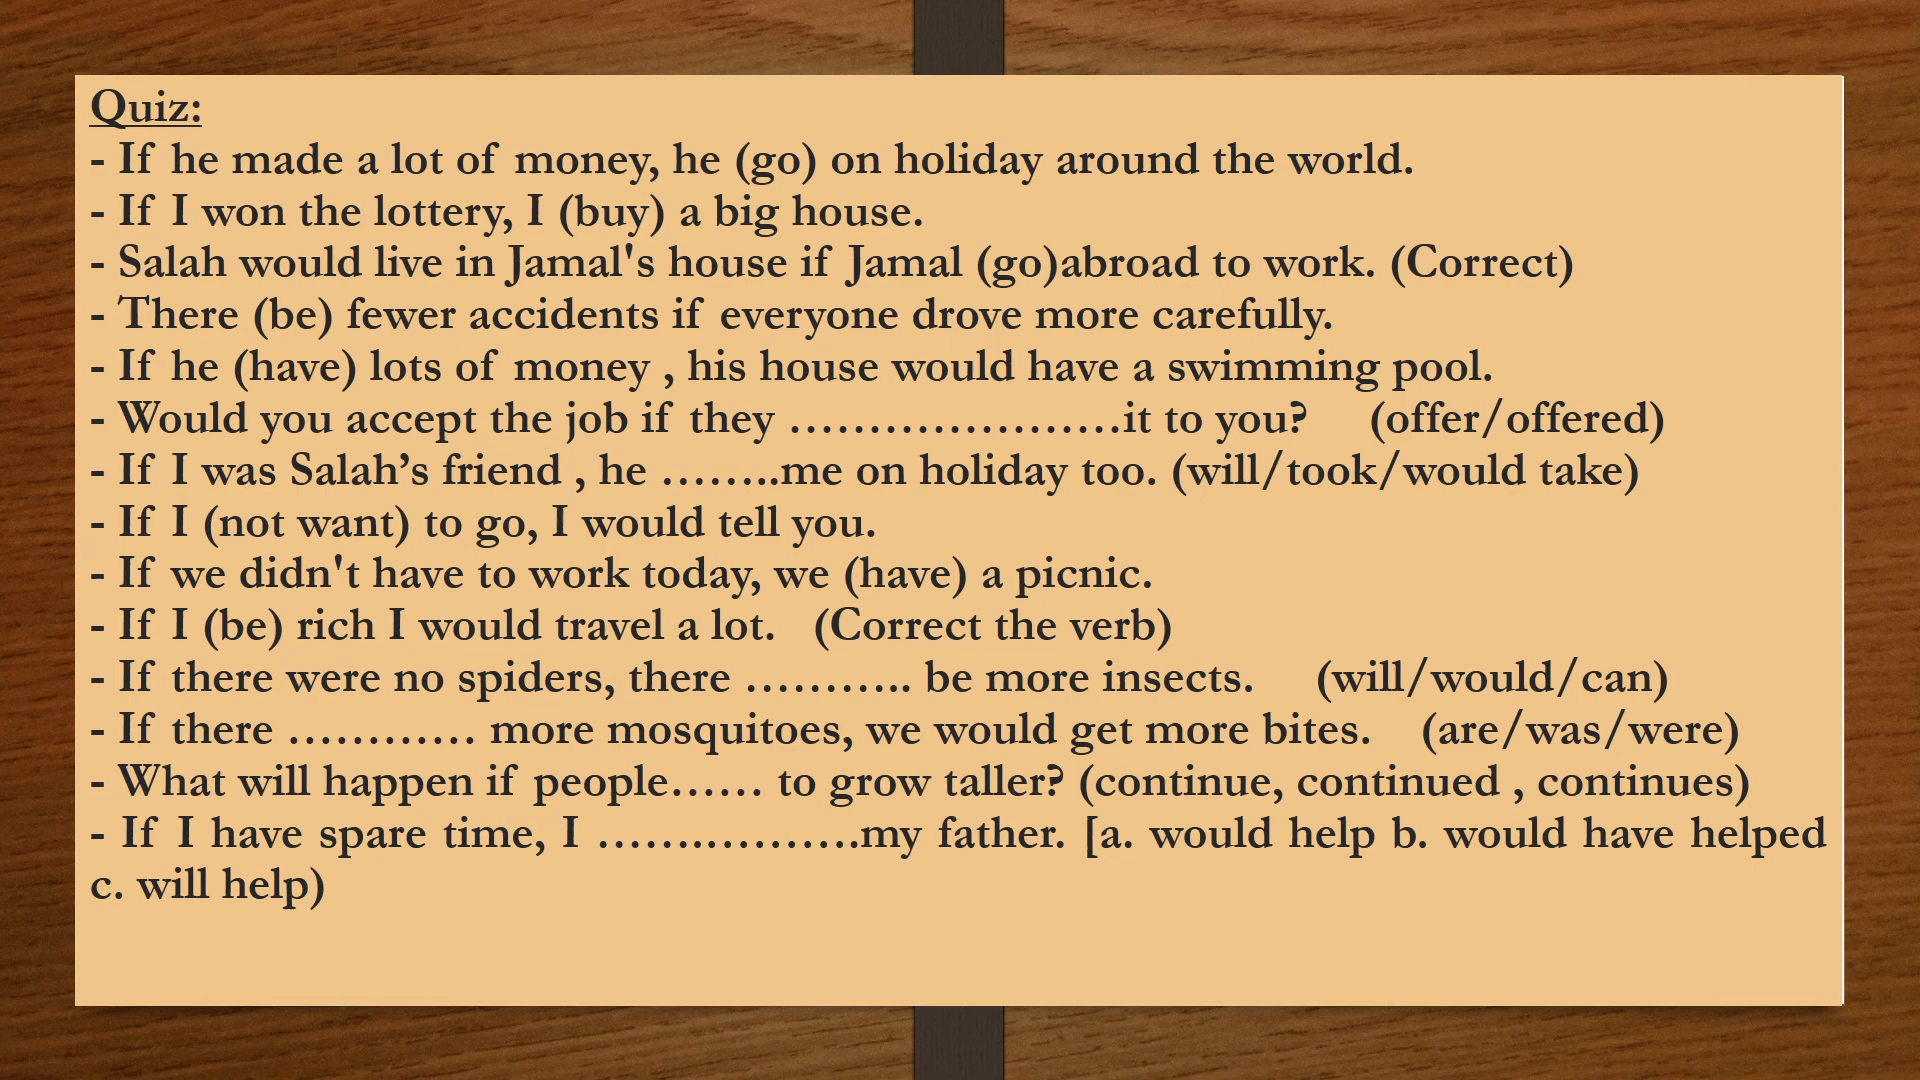 Quiz:
- If he made a lot of money, he (go) on holiday around the world.
- If I won the lottery, I (buy) a big house.
- Salah would live in Jamal's house if Jamal (go)abroad to work. (Correct)
- There (be) fewer accidents if everyone drove more carefully.
- If he (have) lots of money , his house would have a swimming pool.
- Would you accept the job if they …………………it to you? (offer/offered)
- If I was Salah’s friend , he ……..me on holiday too. (will/took/would take)
- If I (not want) to go, I would tell you.
- If we didn't have to work today, we (have) a picnic.
- If I (be) rich I would travel a lot. (Correct the verb)
- If there were no spiders, there ……….. be more insects. (will/would/can)
- If there ………… more mosquitoes, we would get more bites. (are/was/were)
- What will happen if people…… to grow taller? (continue, continued , continues)
- If I have spare time, I …….……….my father. [a. would help b. would have helped
c. will help)